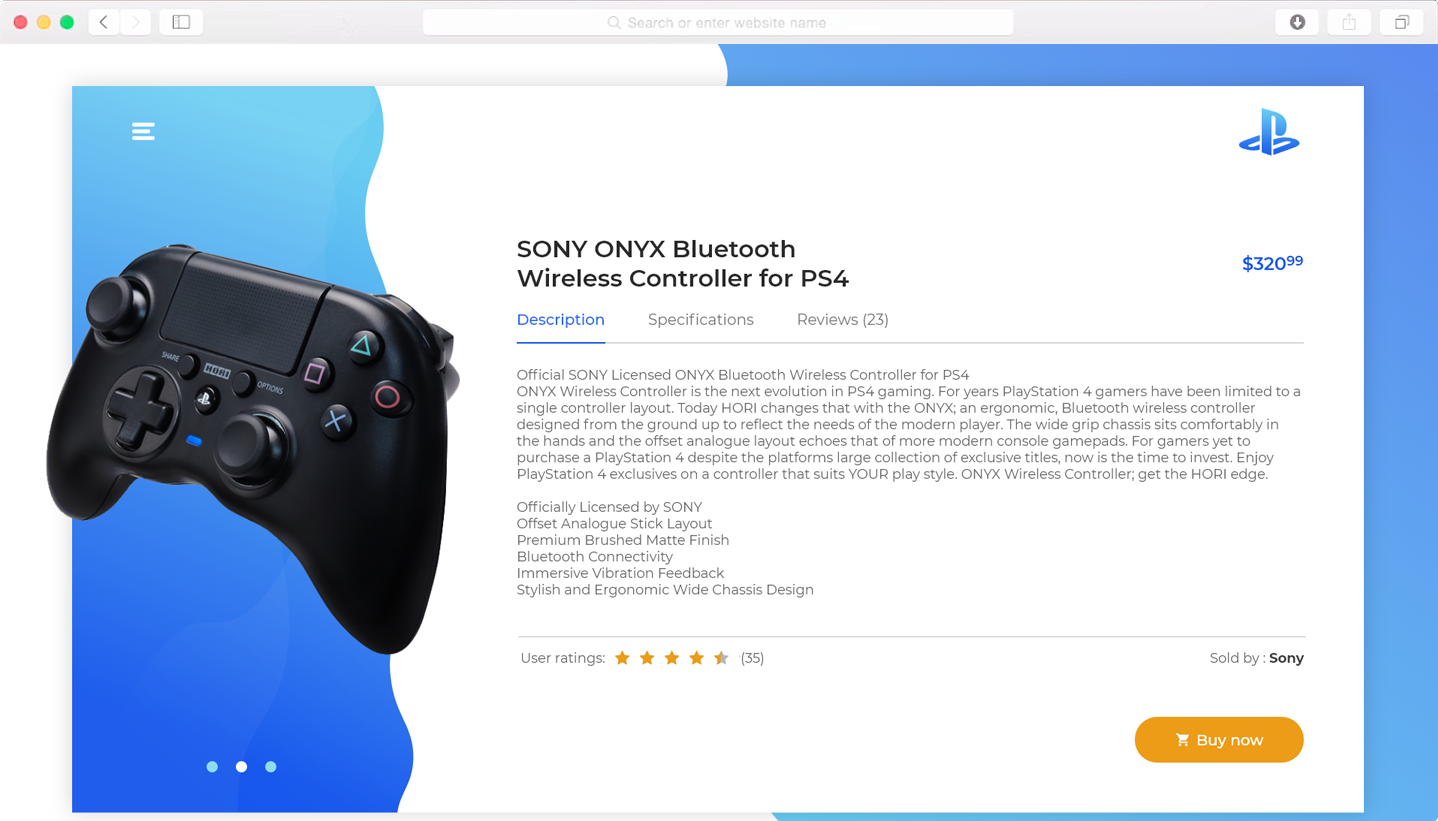 Search or enter website name
SONY ONYX Bluetooth
Wireless Controller for PS4
$32099
Description Specifications Reviews (23)
Official SONY Licensed ONYX Bluetooth Wireless Controller for PS4
ONYX Wireless Controller is the next evolution in PS4 gaming. For years PlayStation 4 gamers have been limited to a
single controller layout. Today HORI changes that with the ONYX; an ergonomic, Bluetooth wireless controller
designed from the ground up to reflect the needs of the modern player. The wide grip chassis sits comfortably in
the hands and the offset analogue layout echoes that of more modern console gamepads. For gamers yet to
purchase a PlayStation 4 despite the platforms large collection of exclusive titles, now is the time to invest. Enjoy
PlayStation 4 exclusives on a controller that suits YOUR play style. ONYX Wireless Controller; get the HORI edge.
Officially Licensed by SONY
Offset Analogue Stick Layout
Premium Brushed Matte Finish
Bluetooth Connectivity
Immersive Vibration Feedback
Stylish and Ergonomic Wide Chassis Design
SHARE
HORI
OPTIONS
User ratings: (35)
Sold by : Sony
Buy now